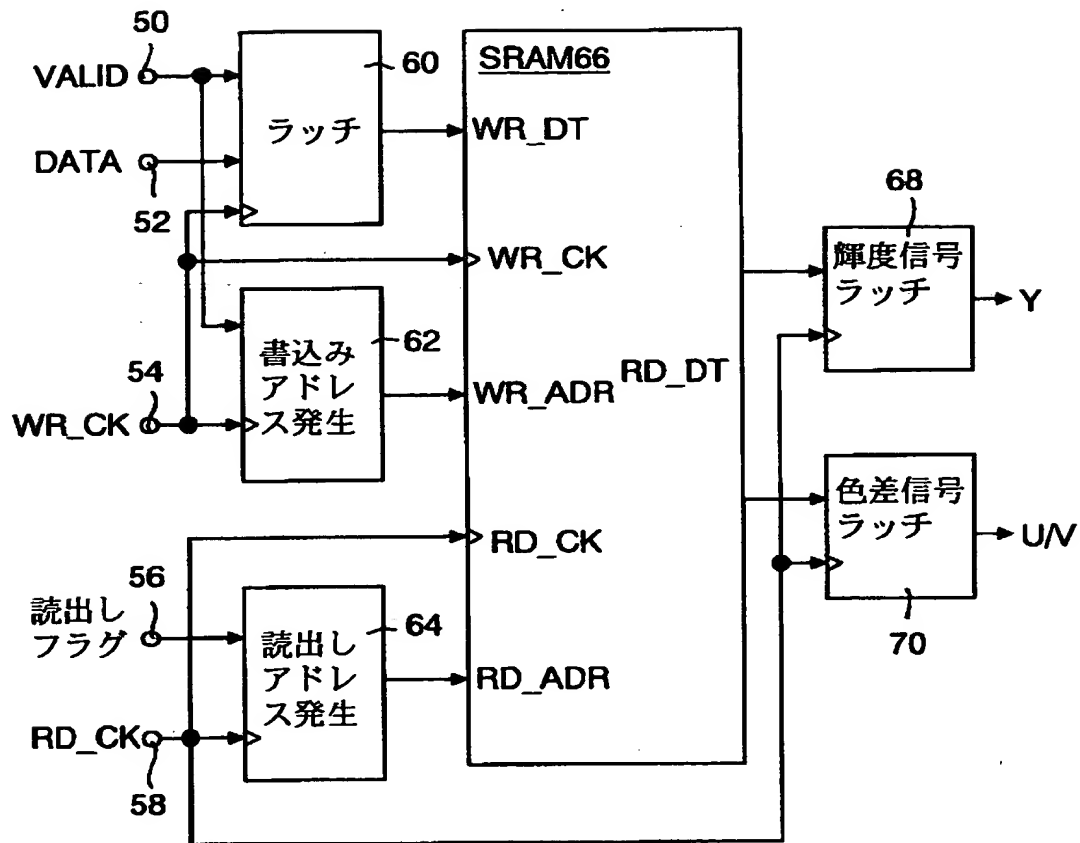 50
VALID
DATA
52
60
ラッチ
SRAM66
WR_DT
WR_CK
62
書込み
アドレ
ス発生
54
WR_CK
WR_ADR
RD_DT
68
輝度信号
ラッチ
Y
色差信号
ラッチ
U/V
70
RD_CK
56
読出し
フラグ
64
読出し
アドレ
ス発生
RD_ADR
RD_CK
58